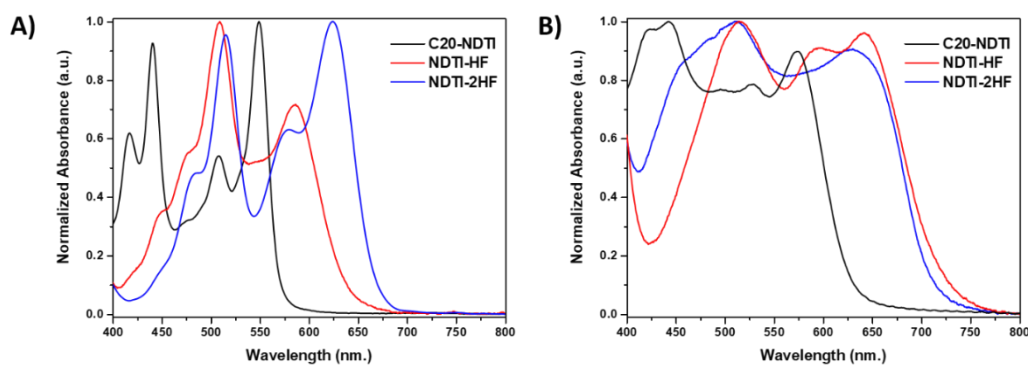 A)
Normalized Absorbance (a.u.)
1.0
0.8
0.6
0.4
0.2
0.0
400 450 500 550 600 650 700 750 800
Wavelength (nm.)
C20-NDTI
NDTI-HF
NDTI-2HF
B)
Normalized Absorbance (a.u.)
1.0
0.8
0.6
0.4
0.2
0.0
400 450 500 550 600 650 700 750 800
Wavelength (nm.)
C20-NDTI
NDTI-HF
NDTI-2HF